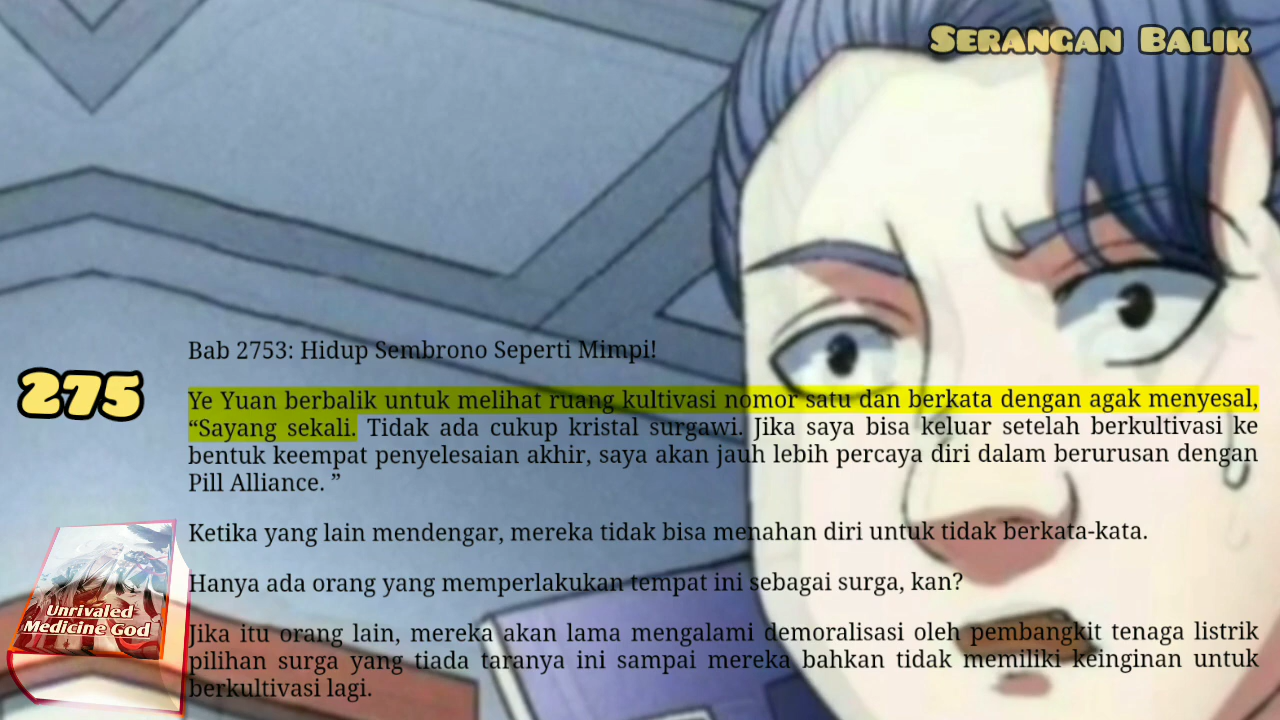 SERANGAN BALIK
Bab 2753: Hidup Sembrono Seperti Mimpi!
Ye Yuan berbalik untuk melihat ruang kultivasi nomor satu dan berkata dengan agak menyesal,
“Sayang sekali. Tidak ada cukup kristal surgawi. Jika saya bisa keluar setelah berkultivasi ke
bentuk keempat penyelesaian akhir, saya akan jauh lebih percaya diri dalam berurusan dengan
Pill Alliance. ”
275
Ketika yang lain mendengar, mereka tidak bisa menahan diri untuk tidak berkata-kata.
Hanya ada orang yang memperlakukan tempat ini sebagai surga, kan?
Unrivaled
Medicine God
Jika itu orang lain, mereka akan lama mengalami demoralisasi oleh pembangkit tenaga listrik
pilihan surga yang tiada taranya ini sampai mereka bahkan tidak memiliki keinginan untuk
berkultivasi lagi.